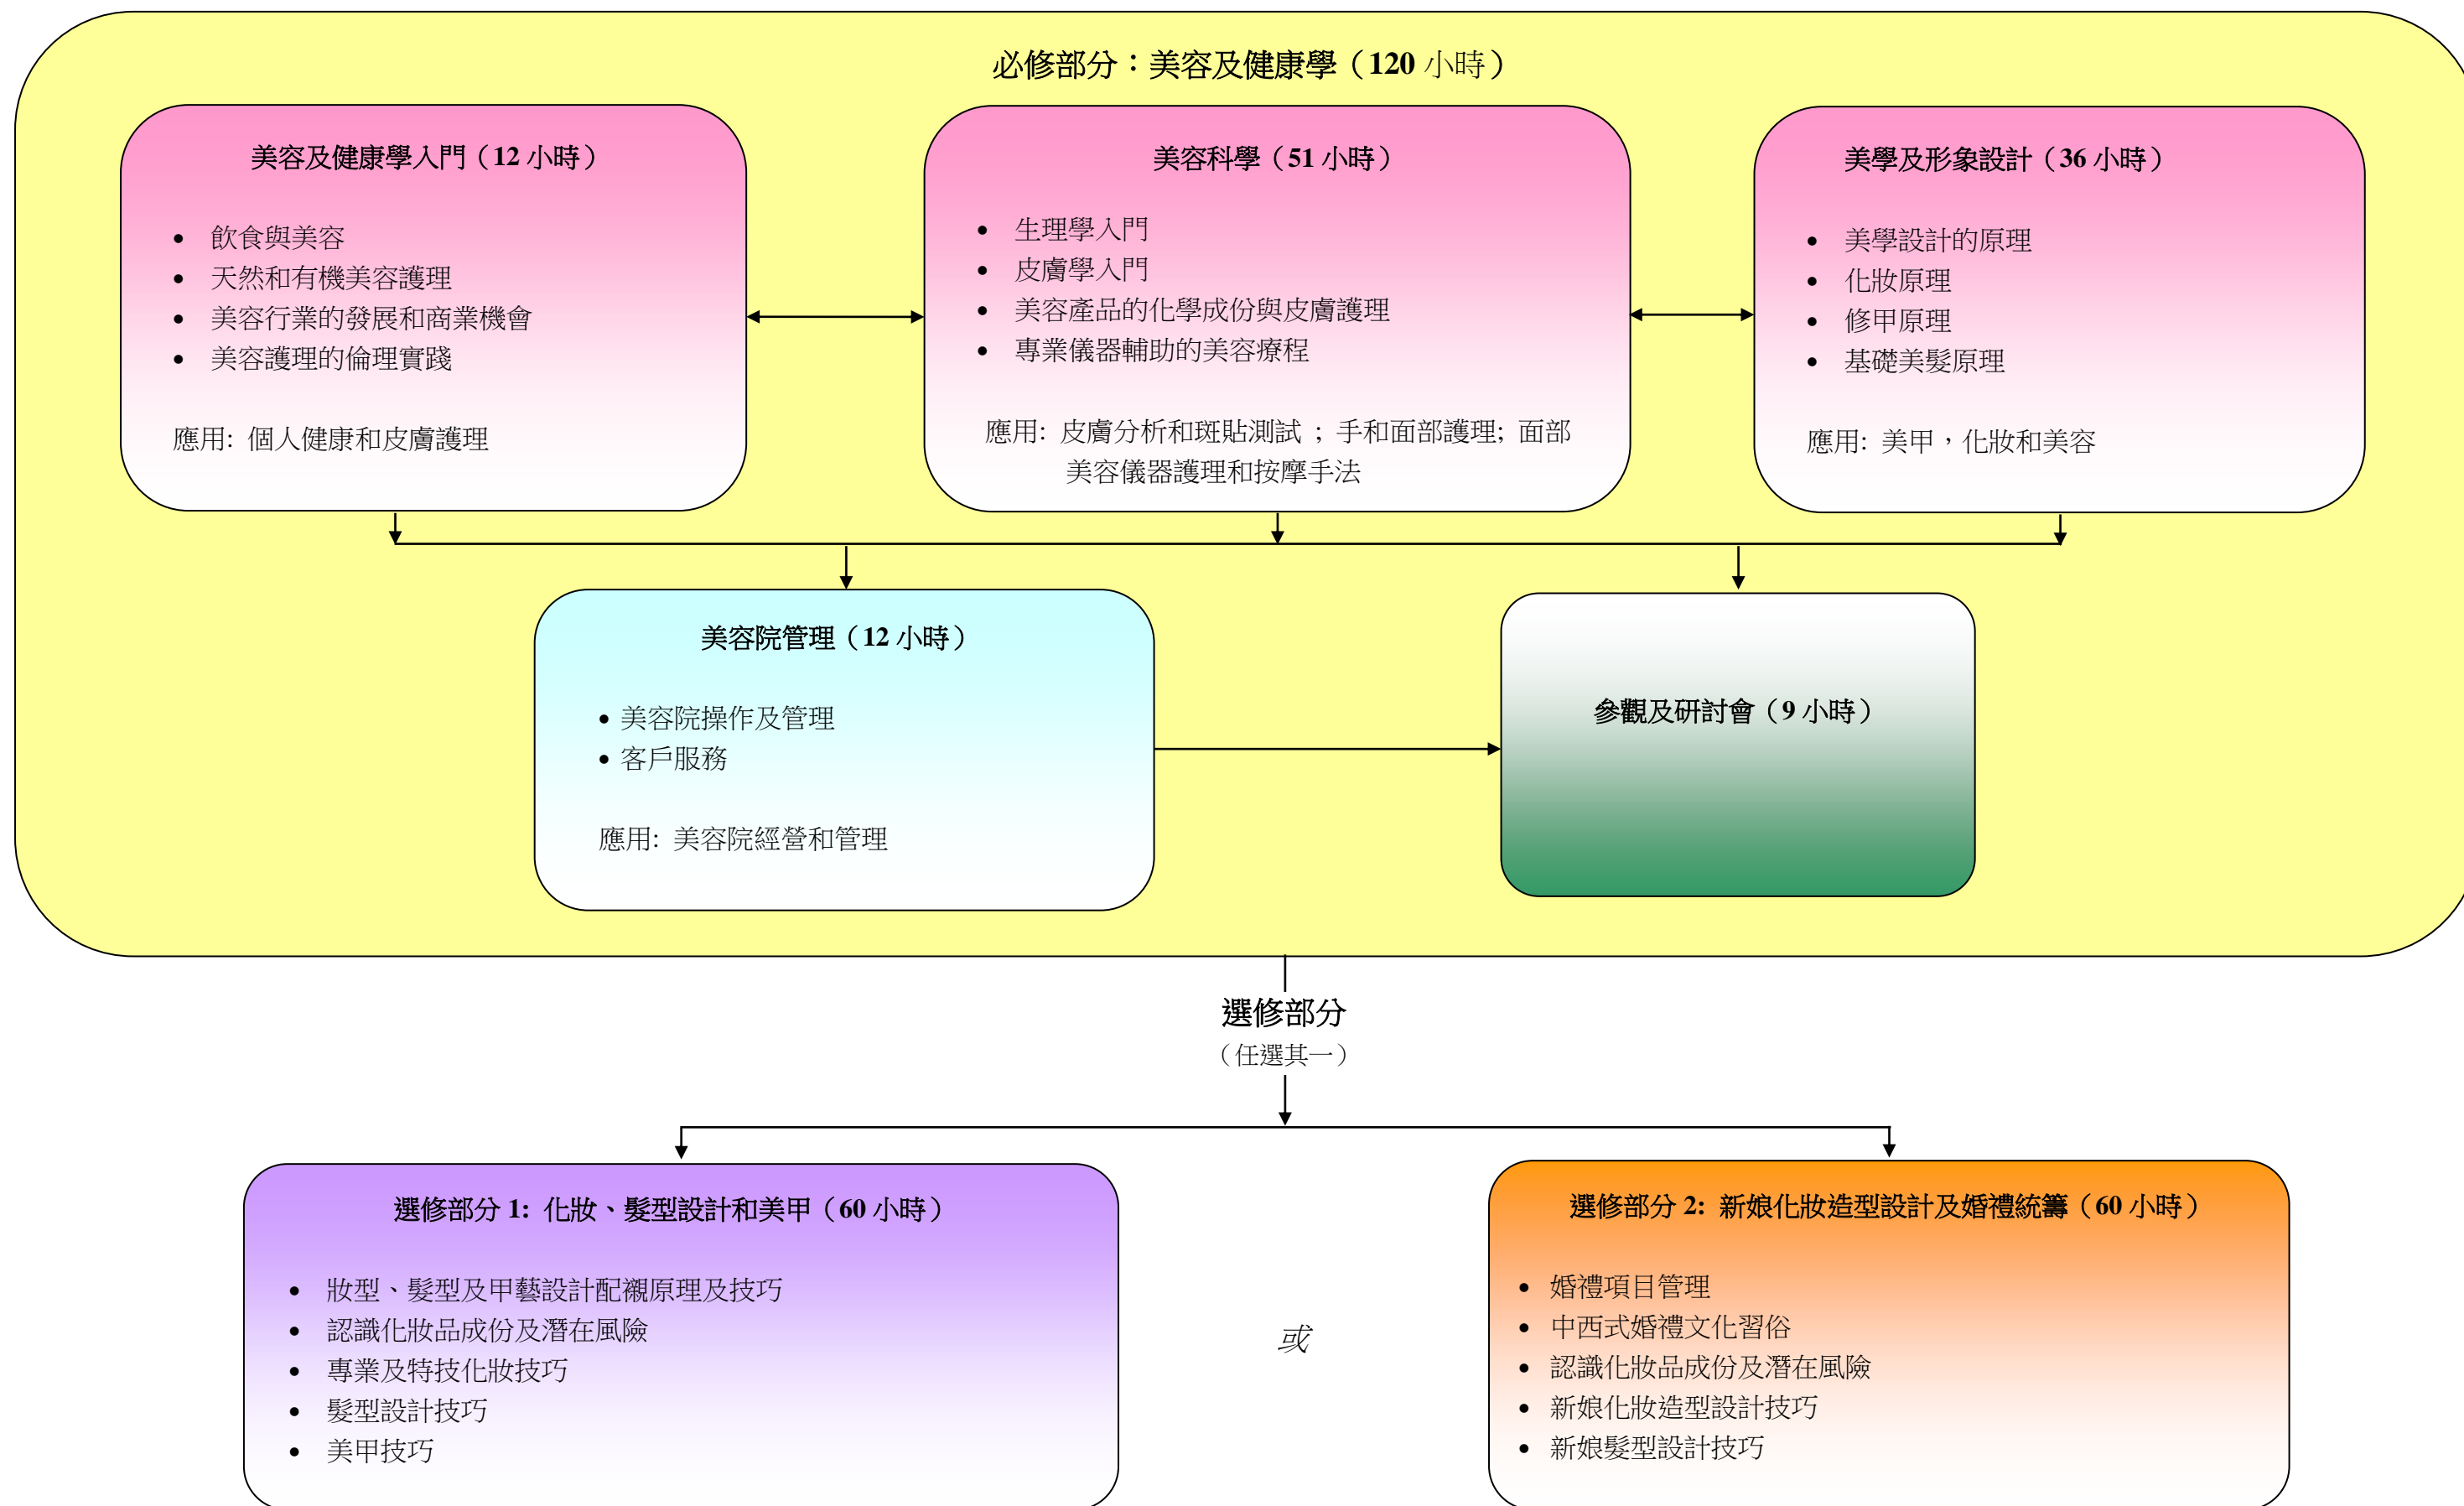 必修部分：美容及健康學（120 小時）
美容及健康學入門（12 小時）
• 飲食與美容
• 天然和有機美容護理
• 美容行業的發展和商業機會
• 美容護理的倫理實踐
應用: 個人健康和皮膚護理
美容科學（51 小時）
• 生理學入門
• 皮膚學入門
• 美容產品的化學成份與皮膚護理
• 專業儀器輔助的美容療程
應用: 皮膚分析和斑貼測試 ; 手和面部護理; 面部
美容儀器護理和按摩手法
美學及形象設計（36 小時）
• 美學設計的原理
• 化妝原理
• 修甲原理
• 基礎美髮原理
應用: 美甲，化妝和美容
美容院管理（12 小時）
• 美容院操作及管理
• 客戶服務
應用: 美容院經營和管理
參觀及研討會（9 小時）
選修部分
（任選其一）
選修部分 1: 化妝、髮型設計和美甲（60 小時）
• 妝型、髮型及甲藝設計配襯原理及技巧
• 認識化妝品成份及潛在風險
• 專業及特技化妝技巧
• 髮型設計技巧
• 美甲技巧
或
選修部分 2: 新娘化妝造型設計及婚禮統籌（60 小時）
• 婚禮項目管理
• 中西式婚禮文化習俗
• 認識化妝品成份及潛在風險
• 新娘化妝造型設計技巧
• 新娘髮型設計技巧